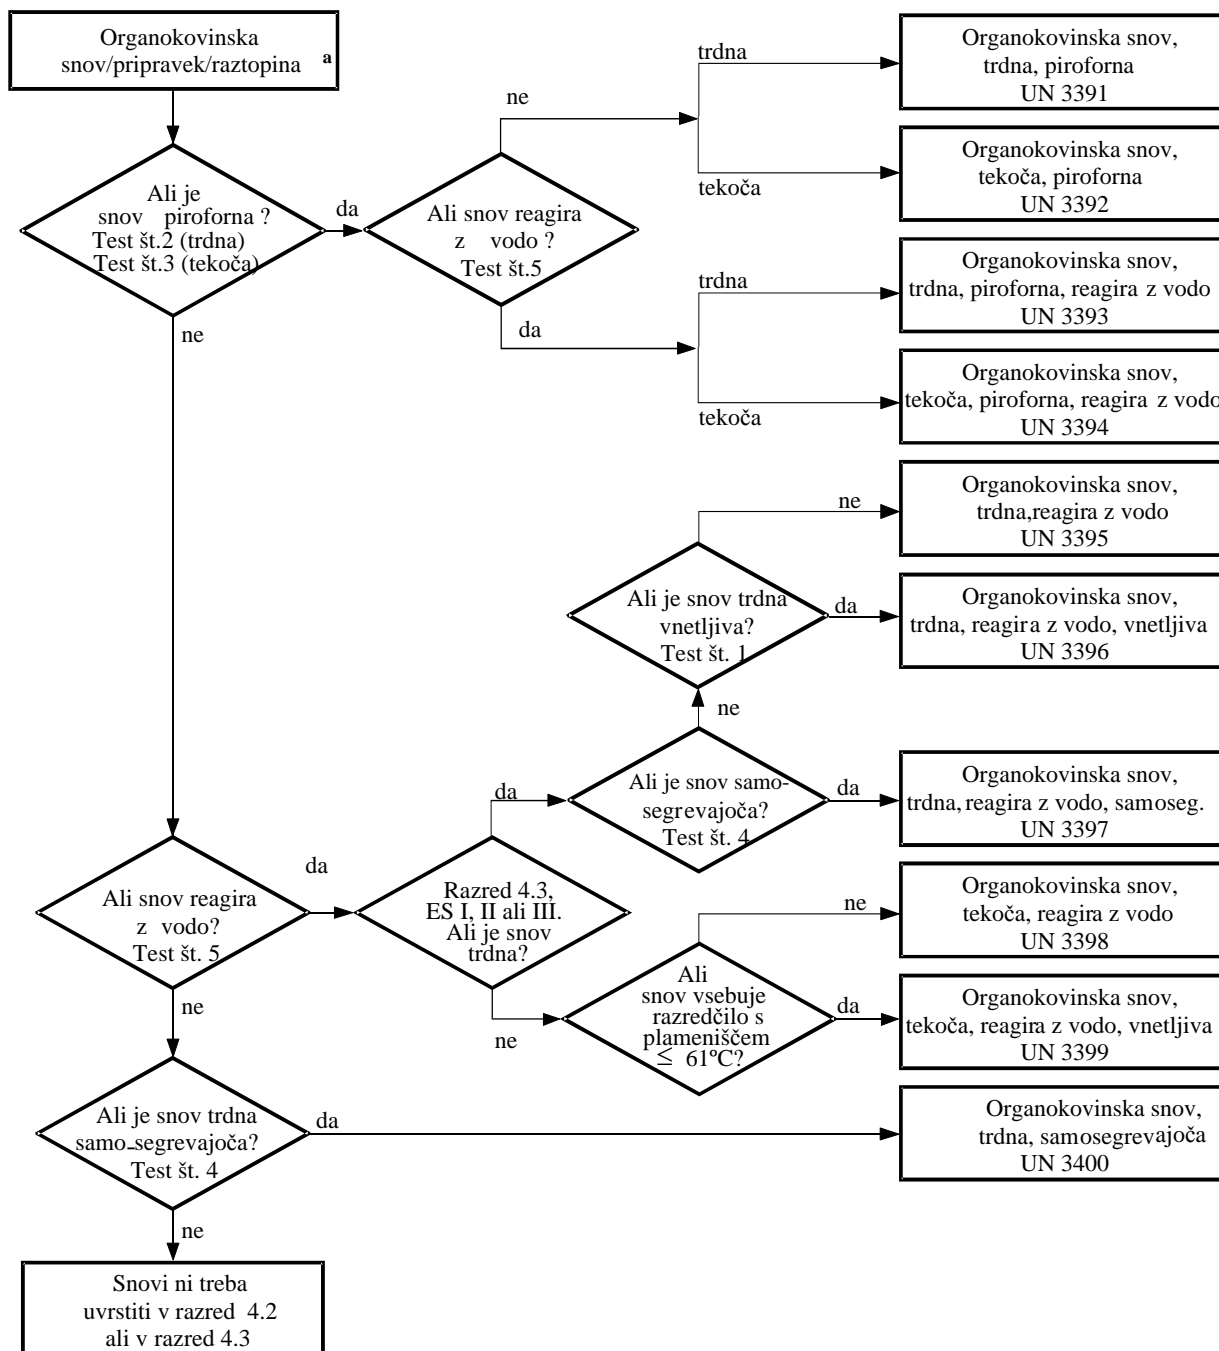 Organokovinska
snov/pripravek/raztopina a
Ali je
snov piroforna ?
Test št.2 (trdna)
Test št.3 (tekoča)
da
ne
Ali snov reagira
z vodo ?
Test št.5
ne
da
trdna
tekoča
trdna
tekoča
Organokovinska snov,
trdna, piroforna
UN 3391
Organokovinska snov,
tekoča, piroforna
UN 3392
Organokovinska snov,
trdna, piroforna, reagira z vodo
UN 3393
Organokovinska snov,
tekoča, piroforna, reagira z vodo
UN 3394
Organokovinska snov,
trdna,reagira z vodo
UN 3395
ne
Ali je snov trdna
vnetljiva?
Test št. 1
da
Organokovinska snov,
trdna, reagira z vodo, vnetljiva
UN 3396
ne
Ali je snov samo-
segrevajoča?
Test št. 4
da
da
Organokovinska snov,
trdna, reagira z vodo, samoseg.
UN 3397
Ali snov reagira
z vodo?
Test št. 5
da
ne
Razred 4.3,
ES I, II ali III.
Ali je snov
trdna?
ne
Ali
snov vsebuje
razredčilo s
plameniščem
≤ 61ºC?
ne
da
Organokovinska snov,
tekoča, reagira z vodo
UN 3398
Organokovinska snov,
tekoča, reagira z vodo, vnetljiva
UN 3399
Ali je snov trdna
samo-segrevajoča?
Test št. 4
da
ne
Organokovinska snov,
trdna, samosegrevajoča
UN 3400
Snovi ni treba
uvrstiti v razred 4.2
ali v razred 4.3